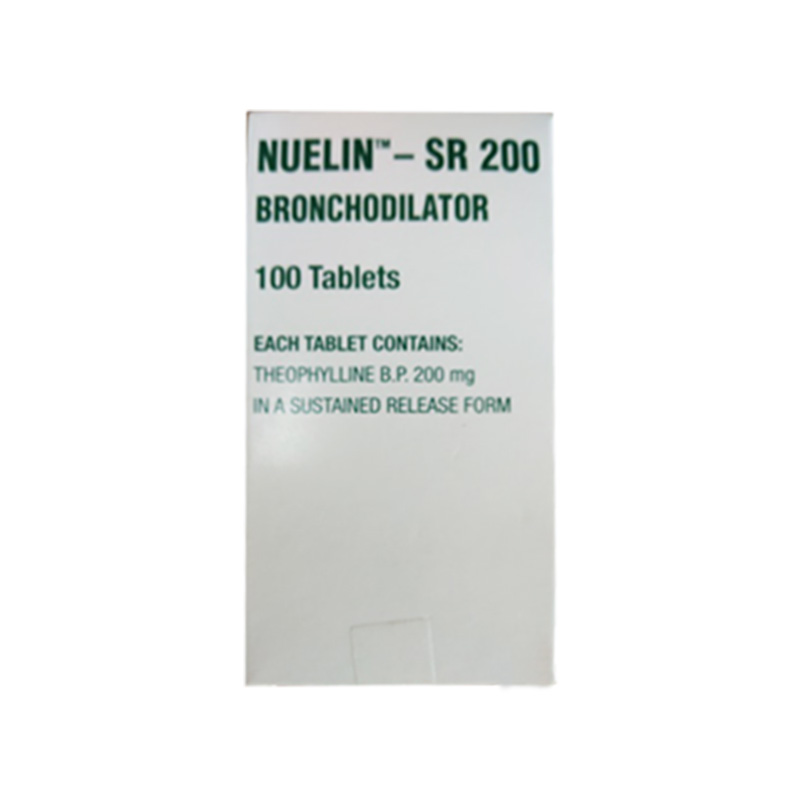 NUELIN™ – SR 200
BRONCHODILATOR
100 Tablets
EACH TABLET CONTAINS:
THEOPHYLLINE B.P. 200 mg
IN A SUSTAINED RELEASE FORM